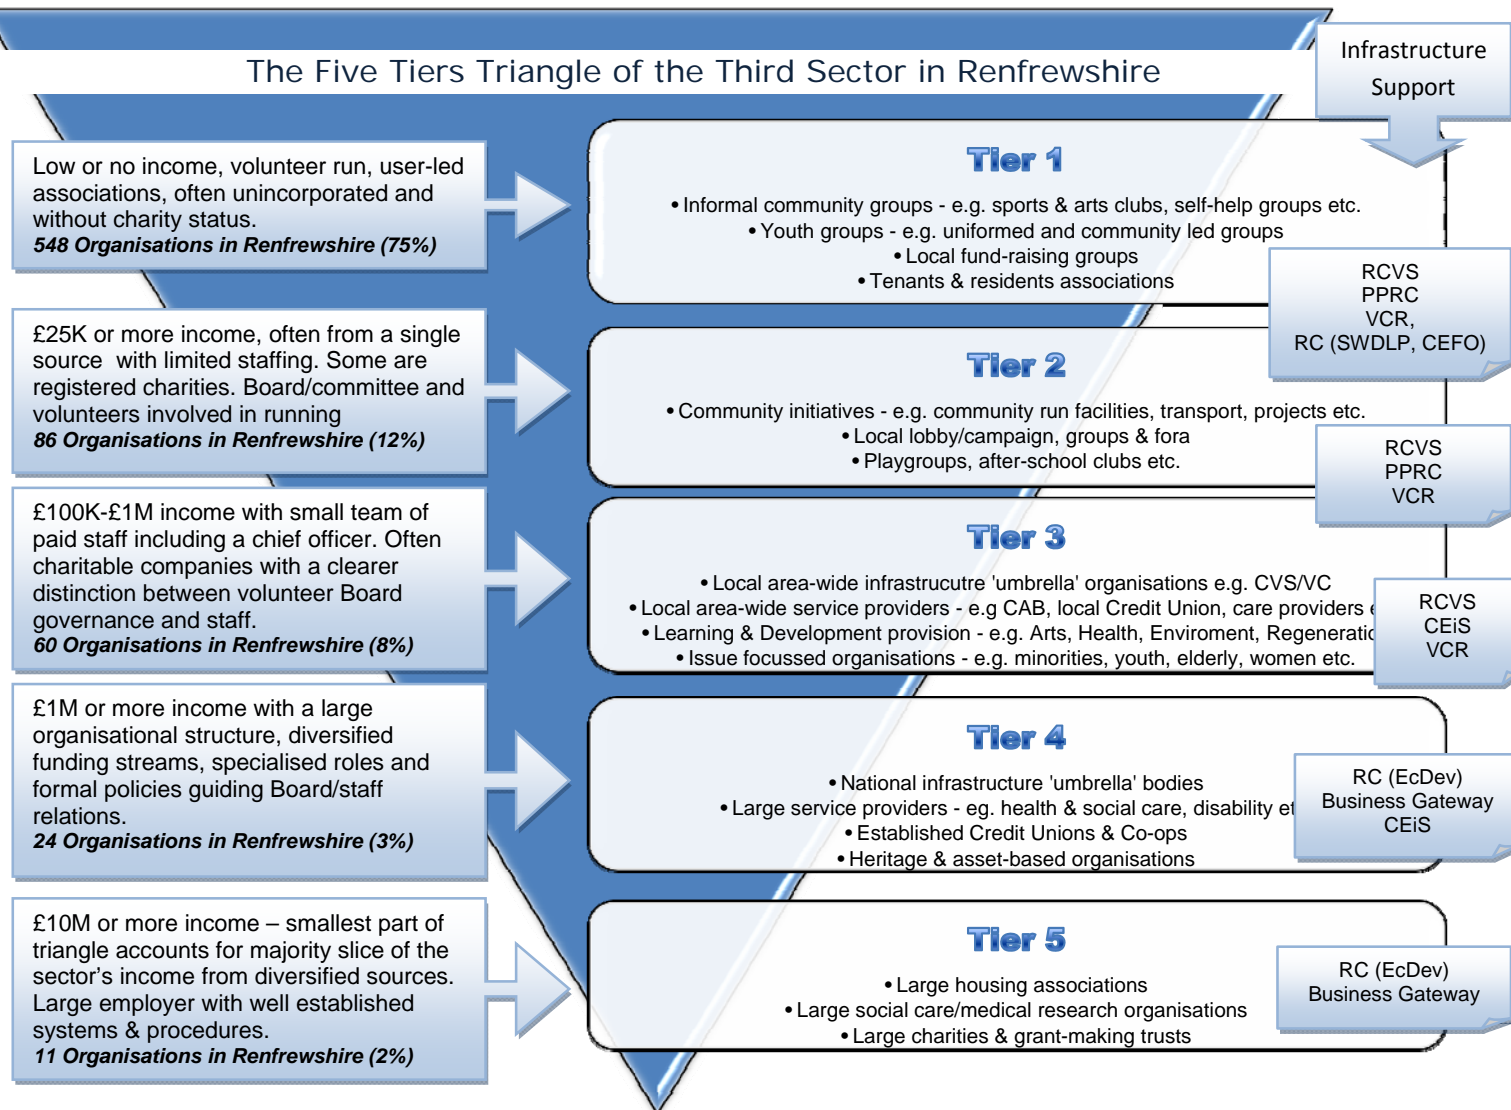 The Five Tiers Triangle of the Third Sector in Renfrewshire
Infrastructure
Support
Low or no income, volunteer run, user-led
associations, often unincorporated and
without charity status.
548 Organisations in Renfrewshire (75%)
Tier 1
• Informal community groups - e.g. sports & arts clubs, self-help groups etc.
• Youth groups - e.g. uniformed and community led groups
• Local fund-raising groups
• Tenants & residents associations
RCVS
PPRC
VCR,
RC (SWDLP, CEFO)
£25K or more income, often from a single
source with limited staffing. Some are
registered charities. Board/committee and
volunteers involved in running
86 Organisations in Renfrewshire (12%)
Tier 2
• Community initiatives - e.g. community run facilities, transport, projects etc.
• Local lobby/campaign, groups & fora
• Playgroups, after-school clubs etc.
RCVS
PPRC
VCR
£100K-£1M income with small team of
paid staff including a chief officer. Often
charitable companies with a clearer
distinction between volunteer Board
governance and staff.
60 Organisations in Renfrewshire (8%)
Tier 3
• Local area-wide infrastrucutre 'umbrella' organisations e.g. CVS/VC
• Local area-wide service providers - e.g CAB, local Credit Union, care providers
• Learning & Development provision - e.g. Arts, Health, Enviroment, Regeneratio
• Issue focussed organisations - e.g. minorities, youth, elderly, women etc.
RCVS
CEiS
VCR
£1M or more income with a large
organisational structure, diversified
funding streams, specialised roles and
formal policies guiding Board/staff
relations.
24 Organisations in Renfrewshire (3%)
Tier 4
• National infrastructure 'umbrella' bodies
• Large service providers - eg. health & social care, disability et
• Established Credit Unions & Co-ops
• Heritage & asset-based organisations
RC (EcDev)
Business Gateway
CEiS
£10M or more income – smallest part of
triangle accounts for majority slice of the
sector’s income from diversified sources.
Large employer with well established
systems & procedures.
11 Organisations in Renfrewshire (2%)
Tier 5
• Large housing associations
• Large social care/medical research organisations
• Large charities & grant-making trusts
RC (EcDev)
Business Gateway